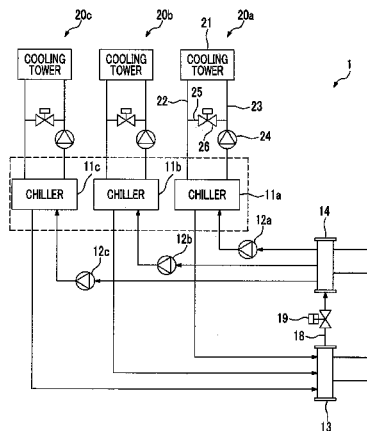 20c 20b 20a
21
COOLING TOWER COOLING TOWER COOLING TOWER
1
22 25 23
26 24
11c 11b
CHILLER CHILLER CHILLER
11a
12a 14
12b
12c
19
18
13